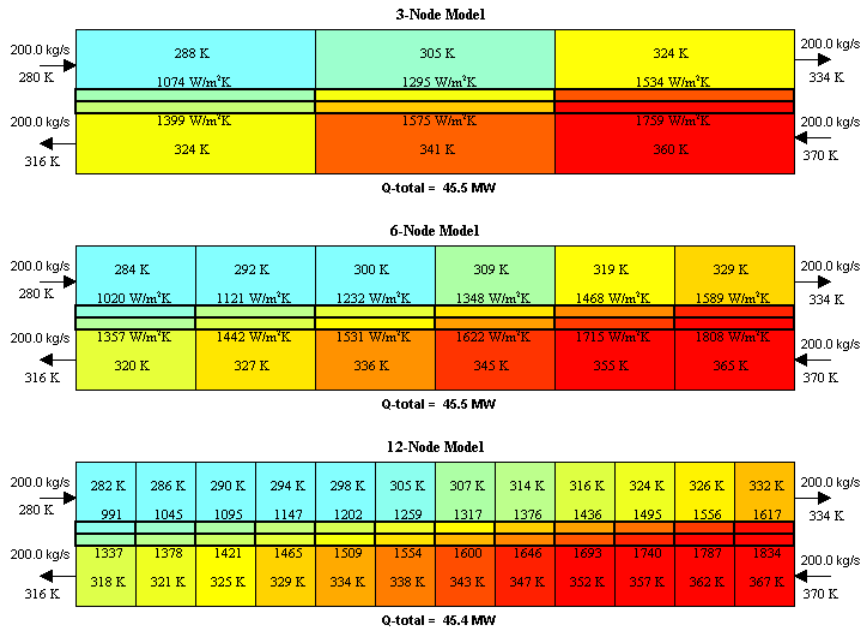 3-Node Model
200.0 kg/s 288 K 305 K 324 K 200.0 kg/s
280 K 1074 W/m²K 1295 W/m²K 1534 W/m²K 334 K
200.0 kg/s 1399 W/m²K 1575 W/m²K 1759 W/m²K 200.0 kg/s
316 K 324 K 341 K 360 K 370 K
Q-total = 45.5 MW
6-Node Model
200.0 kg/s 284 K 292 K 300 K 309 K 319 K 329 K 200.0 kg/s
280 K 1020 W/m²K 1121 W/m²K 1232 W/m²K 1348 W/m²K 1468 W/m²K 1589 W/m²K 334 K
200.0 kg/s 1357 W/m²K 1442 W/m²K 1531 W/m²K 1622 W/m²K 1715 W/m²K 1808 W/m²K 200.0 kg/s
316 K 320 K 327 K 336 K 345 K 355 K 365 K 370 K
Q-total = 45.5 MW
12-Node Model
200.0 kg/s 282 K 286 K 290 K 294 K 298 K 305 K 307 K 314 K 316 K 324 K 326 K 332 K 200.0 kg/s
280 K 991 1045 1095 1147 1202 1259 1317 1376 1436 1495 1556 1617 334 K
200.0 kg/s 1337 1378 1421 1465 1509 1554 1600 1646 1693 1740 1787 1834 200.0 kg/s
316 K 318 K 321 K 325 K 329 K 334 K 338 K 343 K 347 K 352 K 357 K 362 K 367 K 370 K
Q-total = 45.4 MW